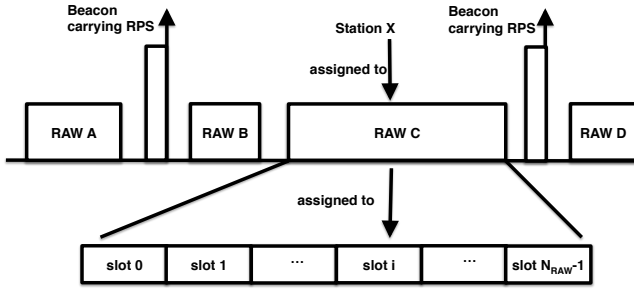 Beacon
carrying RPS
Station X
Beacon
carrying RPS
assigned to
RAW A
RAW B
RAW C
RAW D
assigned to
slot 0
slot 1
...
slot i
...
slot N_RAW-1